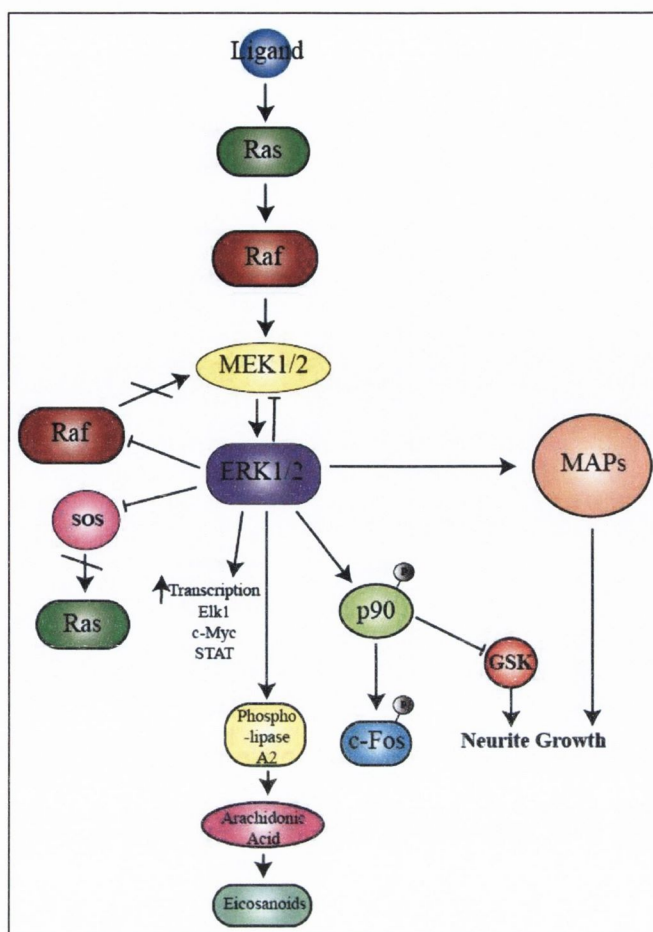 Ligand
Ras
Raf
MEK1/2
Raf
ERK1/2
MAPs
SOS
Ras
Transcription
Elk1
c-Myc
STAT
p90
GSK
Phospho
-lipase
A2
c-Fos
Neurite Growth
Arachidonic
Acid
Eicosanoids